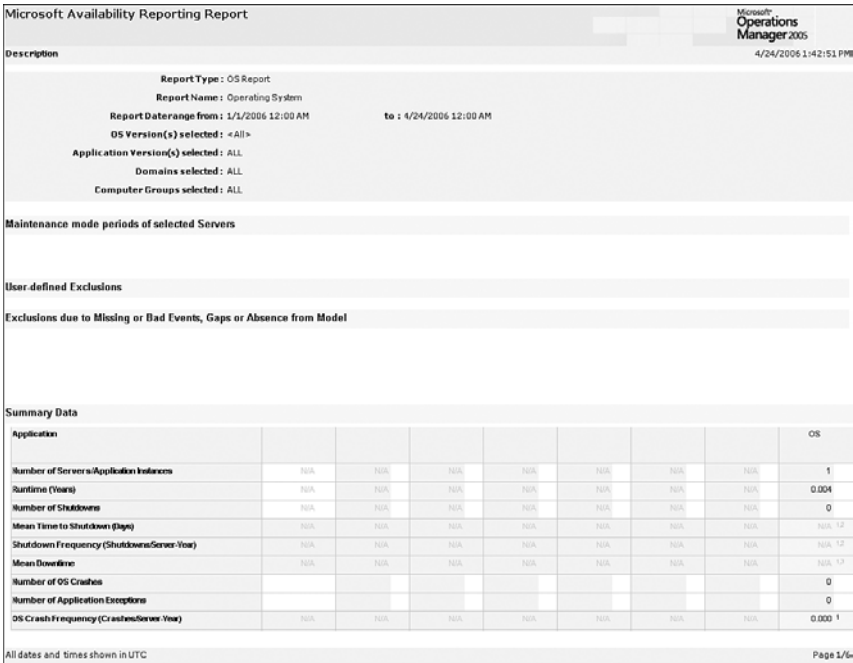 Microsoft Availability Reporting Report
Microsoft®
Operations
Manager 2005
Description 4/24/2006 1:42:51 PM
Report Type : OS Report
Report Name : Operating System
Report Daterange from : 1/1/2006 12:00 AM to : 4/24/2006 12:00 AM
OS Version(s) selected : <All>
Application Version(s) selected : ALL
Domains selected : ALL
Computer Groups selected : ALL
Maintenance mode periods of selected Servers
User-defined Exclusions
Exclusions due to Missing or Bad Events, Gaps or Absence from Model
Summary Data
Application OS
Number of Servers/Application Instances N/A N/A N/A N/A N/A N/A N/A 1
Runtime (Years) N/A N/A N/A N/A N/A N/A N/A 0.004
Number of Shutdowns N/A N/A N/A N/A N/A N/A N/A 0
Mean Time to Shutdown (Days) N/A N/A N/A N/A N/A N/A N/A N/A 1,2
Shutdown Frequency (Shutdowns/Server-Year) N/A N/A N/A N/A N/A N/A N/A N/A 1,2
Mean Downtime N/A N/A N/A N/A N/A N/A N/A N/A 1,3
Number of OS Crashes 0
Number of Application Exceptions 0
OS Crash Frequency (Crashes/Server-Year) N/A N/A N/A N/A N/A N/A N/A 0.000 1
All dates and times shown in UTC Page 1/6